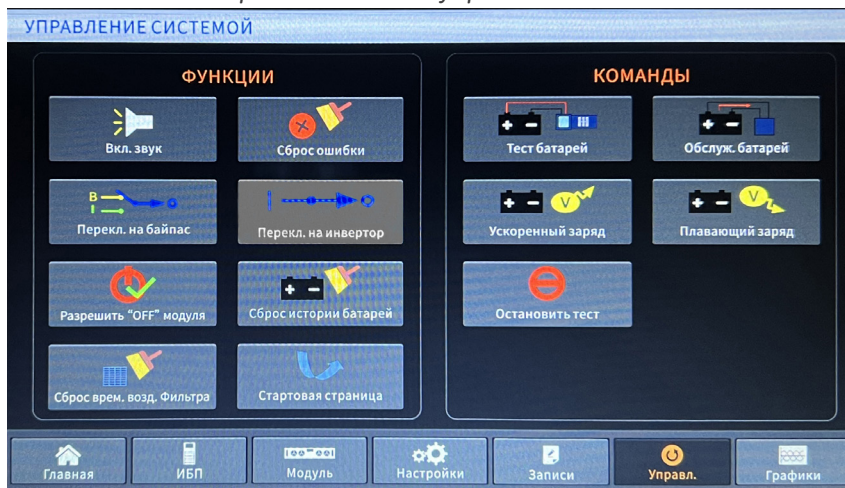 УПРАВЛЕНИЕ СИСТЕМОЙ
ФУНКЦИИ
Вкл. звук
Сброс ошибки
B
I
Перекл. на байпас
Перекл. на инвертор
Разрешить "OFF" модуля
Сброс истории батарей
Сброс врем. возд. Фильтра
Стартовая страница
КОМАНДЫ
Тест батарей
Обслуж. батарей
V
Ускоренный заряд
V
Плавающий заряд
Остановить тест
Главная
ИБП
Модуль
Настройки
Записи
Управл.
Графики